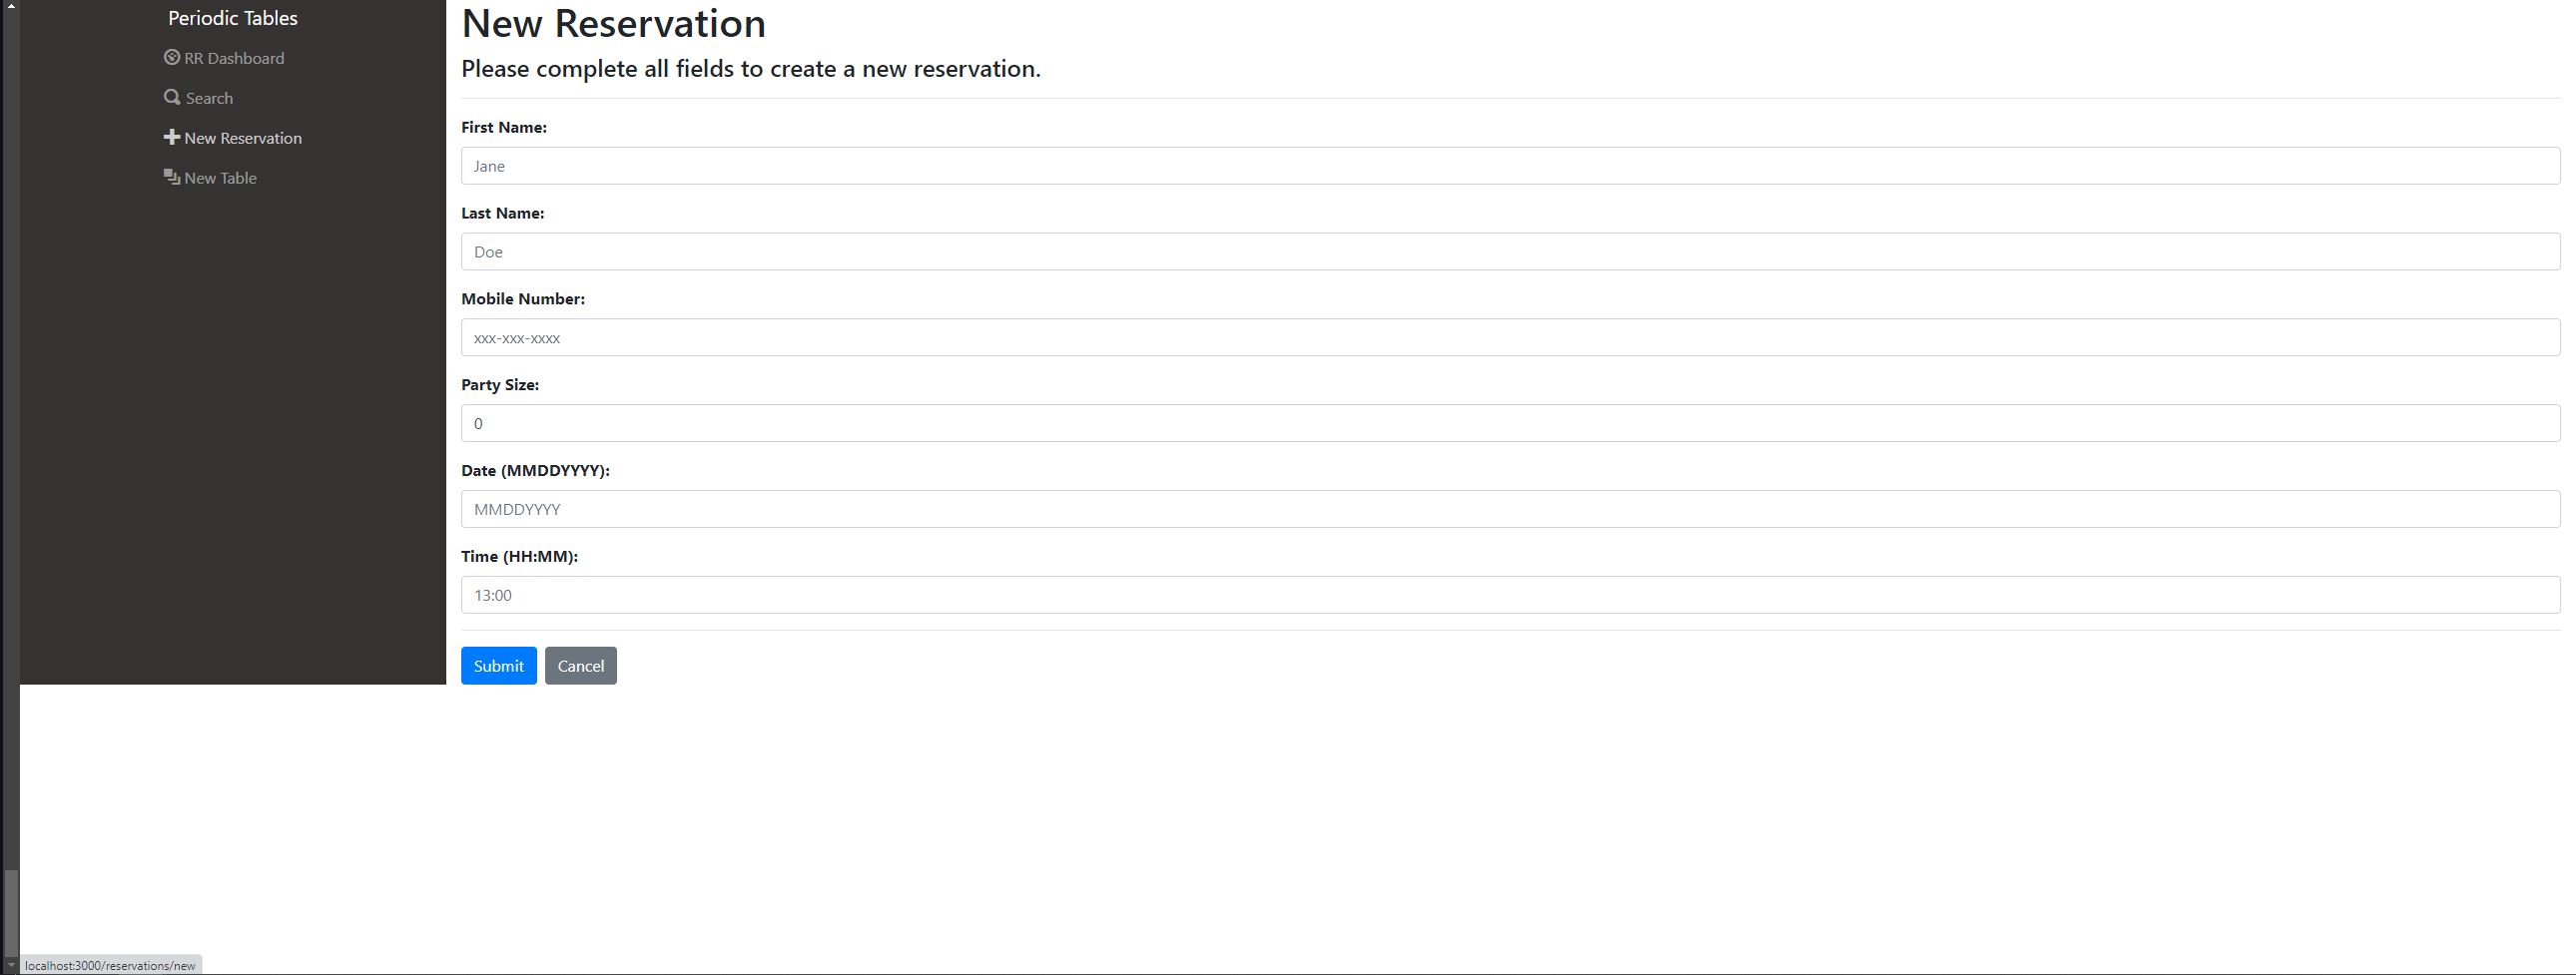 Periodic Tables
RR Dashboard
Search
New Reservation
New Table
New Reservation
Please complete all fields to create a new reservation.
First Name:
Jane
Last Name:
Doe
Mobile Number:
xxx-xxx-xxxx
Party Size:
0
Date (MMDDYYYY):
MMDDYYYY
Time (HH:MM):
13:00
Submit
Cancel
localhost:3000/reservations/new